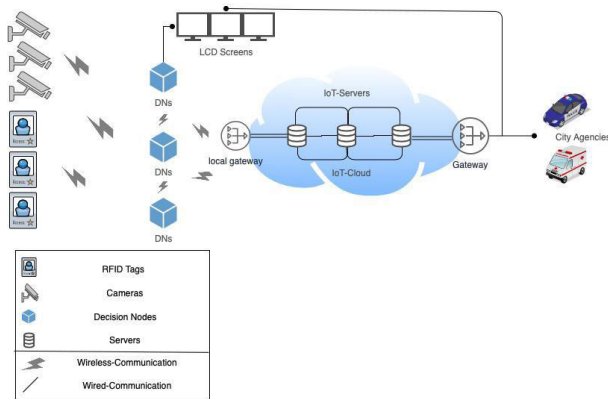 LCD Screens
DNs
IoT-Servers
DNs
local gateway
Gateway
City Agencies
IoT-Cloud
DNs
RFID Tags
Cameras
Decision Nodes
Servers
Wireless-Communication
Wired-Communication